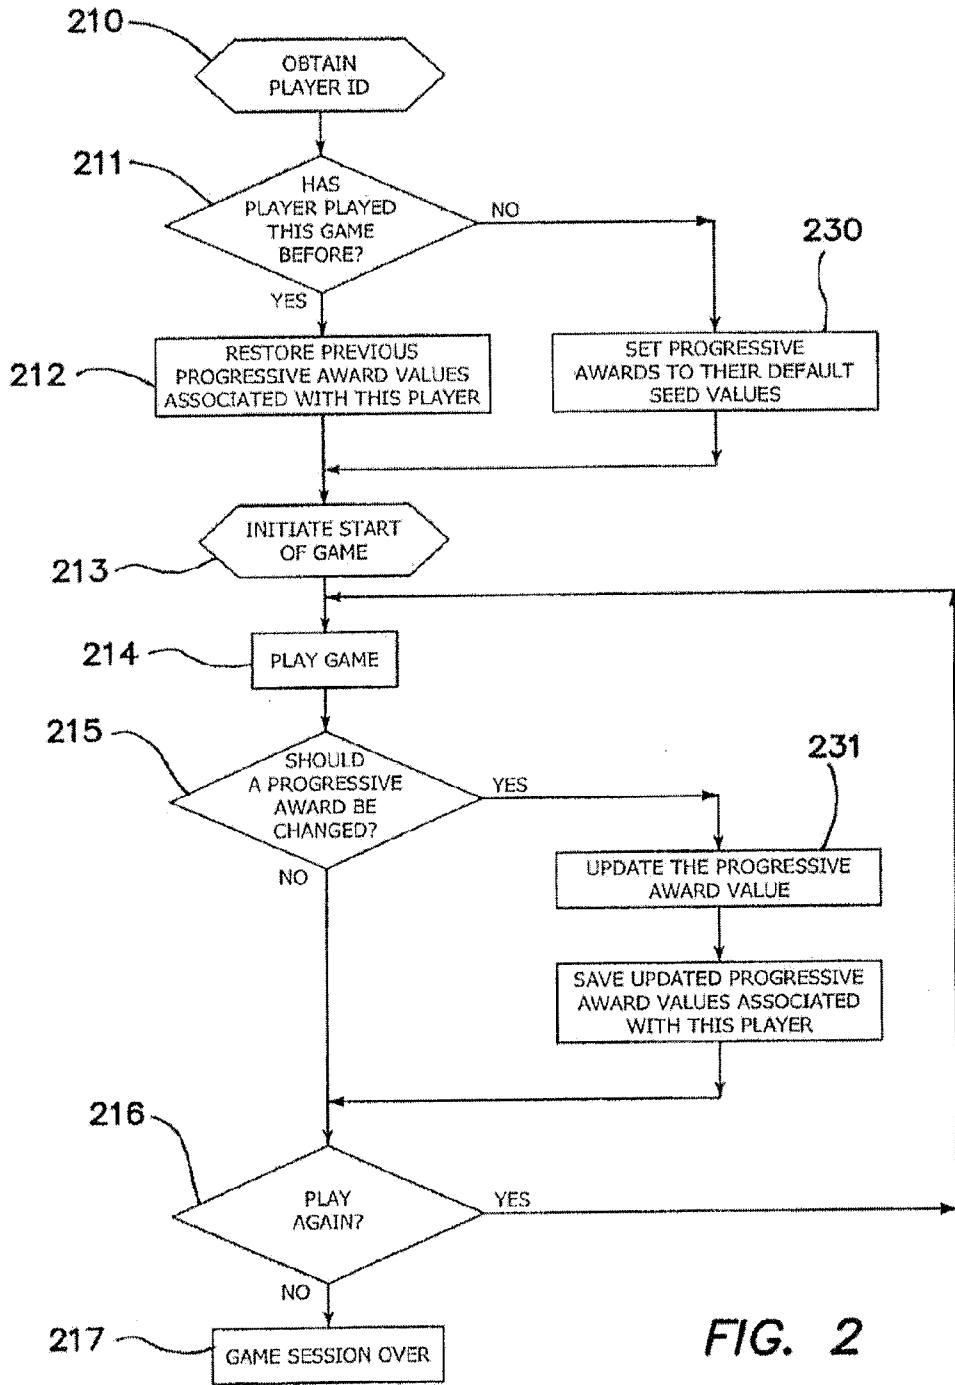 210
OBTAIN
PLAYER ID
211
HAS
PLAYER PLAYED
THIS GAME
BEFORE?
NO
YES
230
212
RESTORE PREVIOUS
PROGRESSIVE AWARD VALUES
ASSOCIATED WITH THIS PLAYER
SET PROGRESSIVE
AWARDS TO THEIR DEFAULT
SEED VALUES
213
INITIATE START
OF GAME
214
PLAY GAME
215
SHOULD
A PROGRESSIVE
AWARD BE
CHANGED?
YES
NO
231
UPDATE THE PROGRESSIVE
AWARD VALUE
SAVE UPDATED PROGRESSIVE
AWARD VALUES ASSOCIATED
WITH THIS PLAYER
216
PLAY
AGAIN?
YES
NO
217
GAME SESSION OVER
FIG. 2